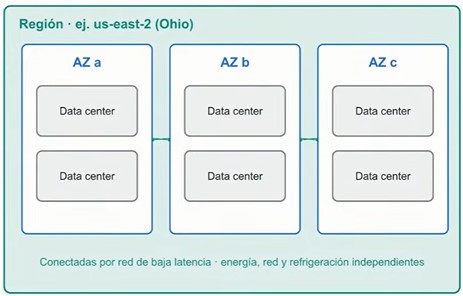 Región · ej. us-east-2 (Ohio)
AZ a
AZ b
AZ c
Data center
Data center
Data center
Data center
Data center
Data center
Conectadas por red de baja latencia · energía, red y refrigeración independientes